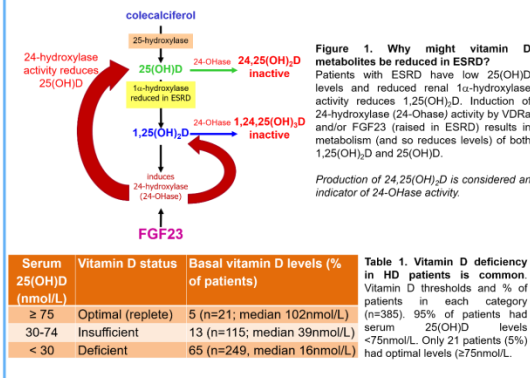 colecalciferol
25-hydroxylase
24-hydroxylase
activity reduces
25(OH)D
25(OH)D
24-OHase
24,25(OH)₂D
inactive
1α-hydroxylase
reduced in ESRD
1,25(OH)₂D
24-OHase
1,24,25(OH)₃D
inactive
induces
24-hydroxylase
(24-OHase)
FGF23
Figure 1. Why might vitamin D
metabolites be reduced in ESRD?
Patients with ESRD have low 25(OH)D
levels and reduced renal 1α-hydroxylase
activity reduces 1,25(OH)₂D. Induction of
24-hydroxylase (24-Ohase) activity by VDRa
and/or FGF23 (raised in ESRD) results in
metabolism (and so reduces levels) of both
1,25(OH)₂D and 25(OH)D.
Production of 24,25(OH)₂D is considered an
indicator of 24-OHase activity.
Serum
25(OH)D
(nmol/L)
Vitamin D status
Basal vitamin D levels (%
of patients)
≥ 75 Optimal (replete) 5 (n=21; median 102nmol/L)
30-74 Insufficient 13 (n=115; median 39nmol/L)
< 30 Deficient 65 (n=249, median 16nmol/L)
Table 1. Vitamin D deficiency
in HD patients is common.
Vitamin D thresholds and % of
patients in each category
(n=385). 95% of patients had
serum 25(OH)D levels
<75nmol/L. Only 21 patients (5%)
had optimal levels (≥75nmol/L.